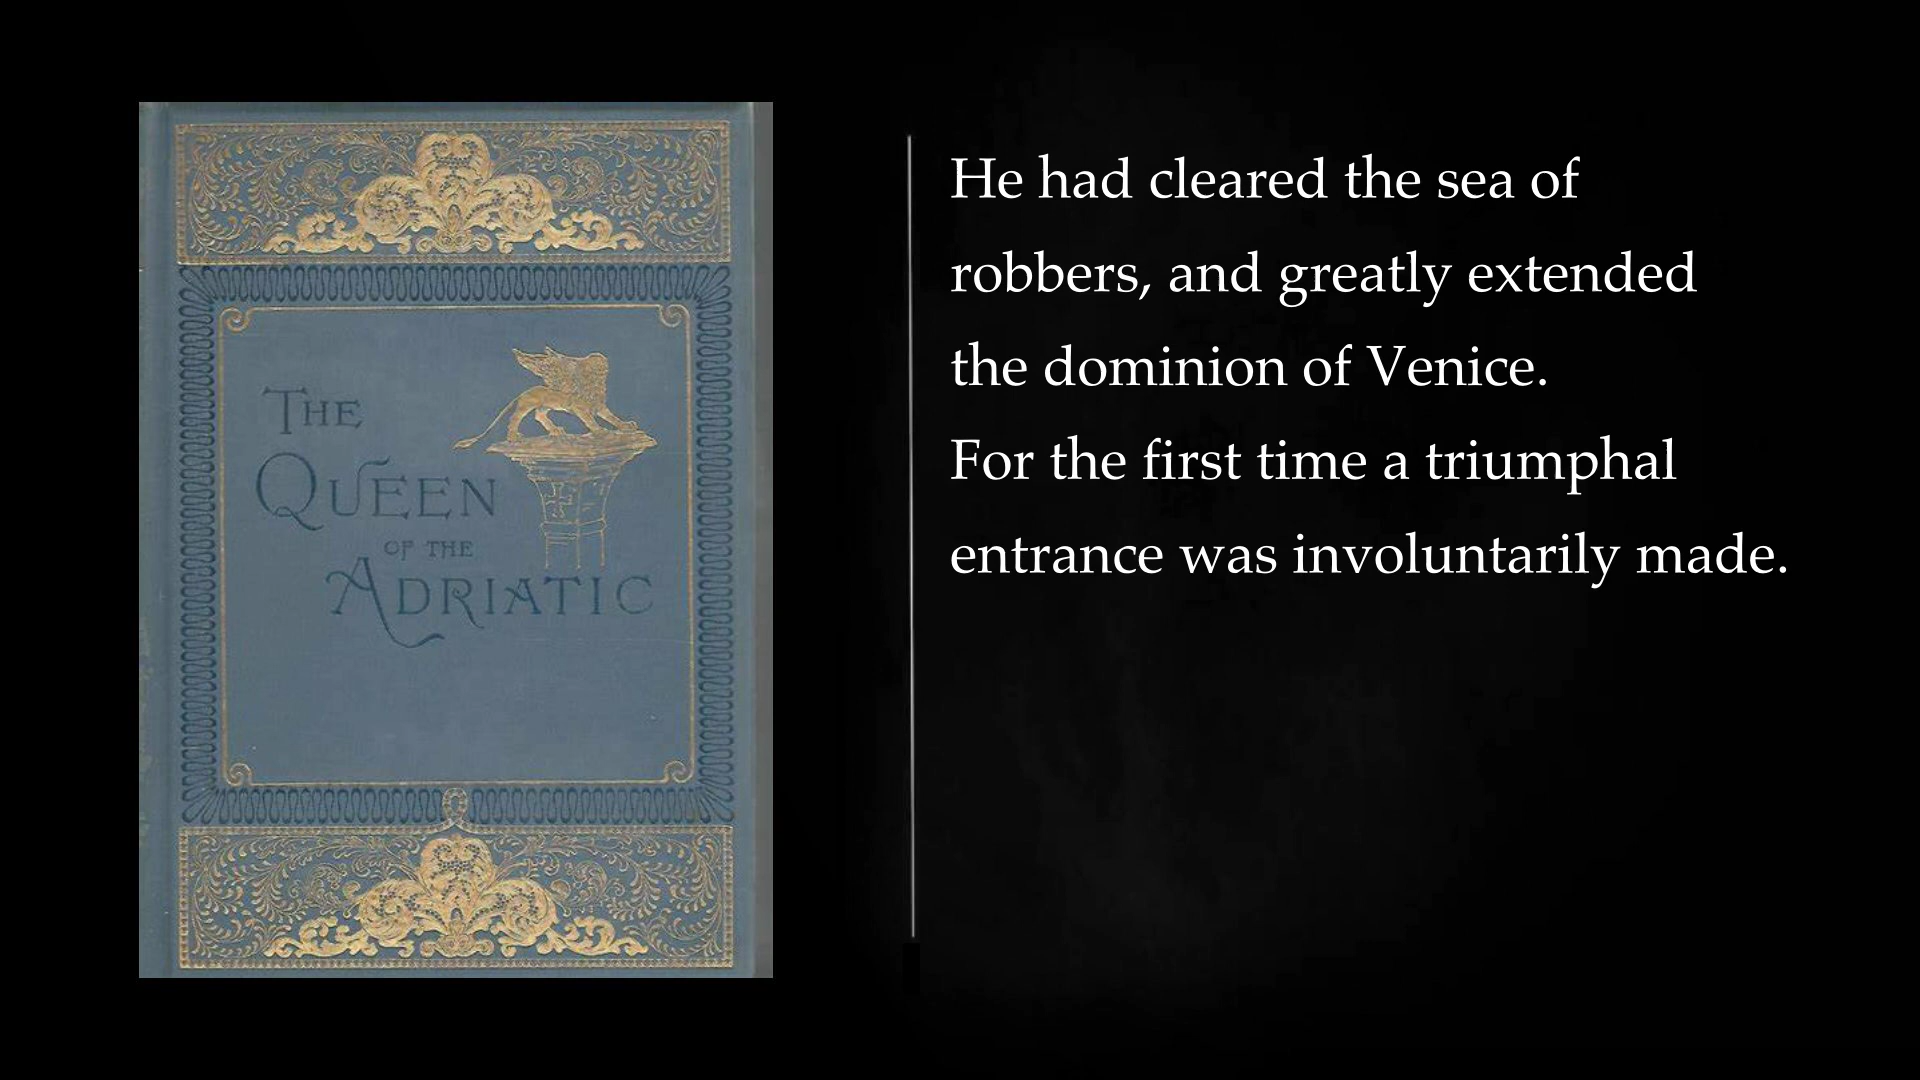 THE
QUEEN
OF THE
ADRIATIC
He had cleared the sea of
robbers, and greatly extended
the dominion of Venice.
For the first time a triumphal
entrance was involuntarily made.